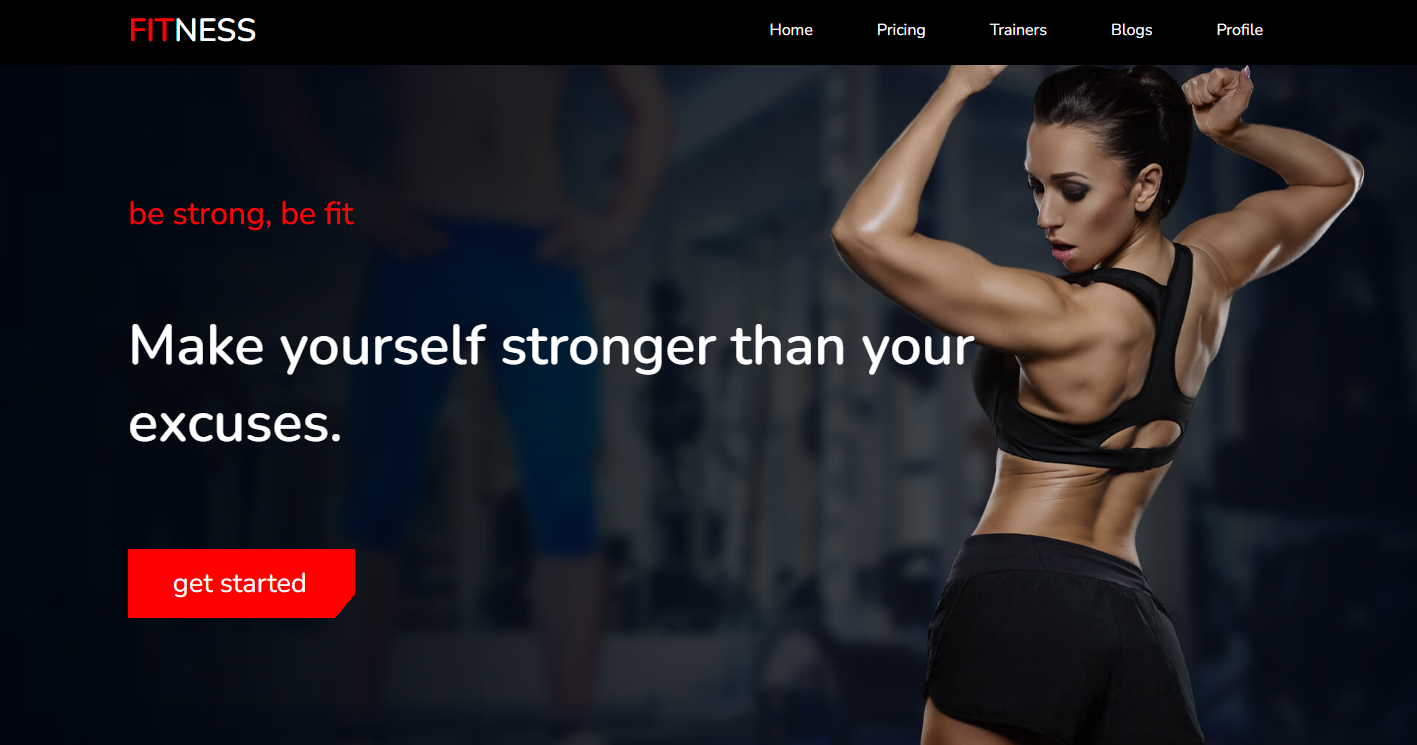 FITNESS
Home Pricing Trainers Blogs Profile
be strong, be fit
Make yourself stronger than your
excuses.
get started